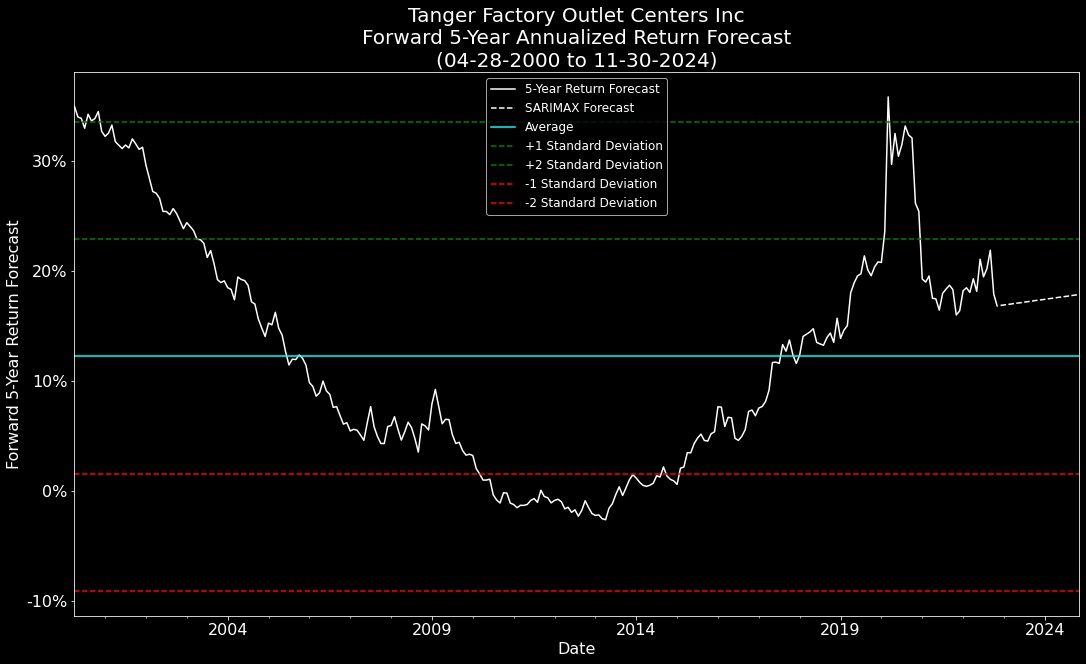 Tanger Factory Outlet Centers Inc
Forward 5-Year Annualized Return Forecast
(04-28-2000 to 11-30-2024)
5-Year Return Forecast
SARIMAX Forecast
Average
+1 Standard Deviation
+2 Standard Deviation
-1 Standard Deviation
-2 Standard Deviation
Forward 5-Year Return Forecast
30%
20%
10%
0%
-10%
2004 2009 2014 2019 2024
Date